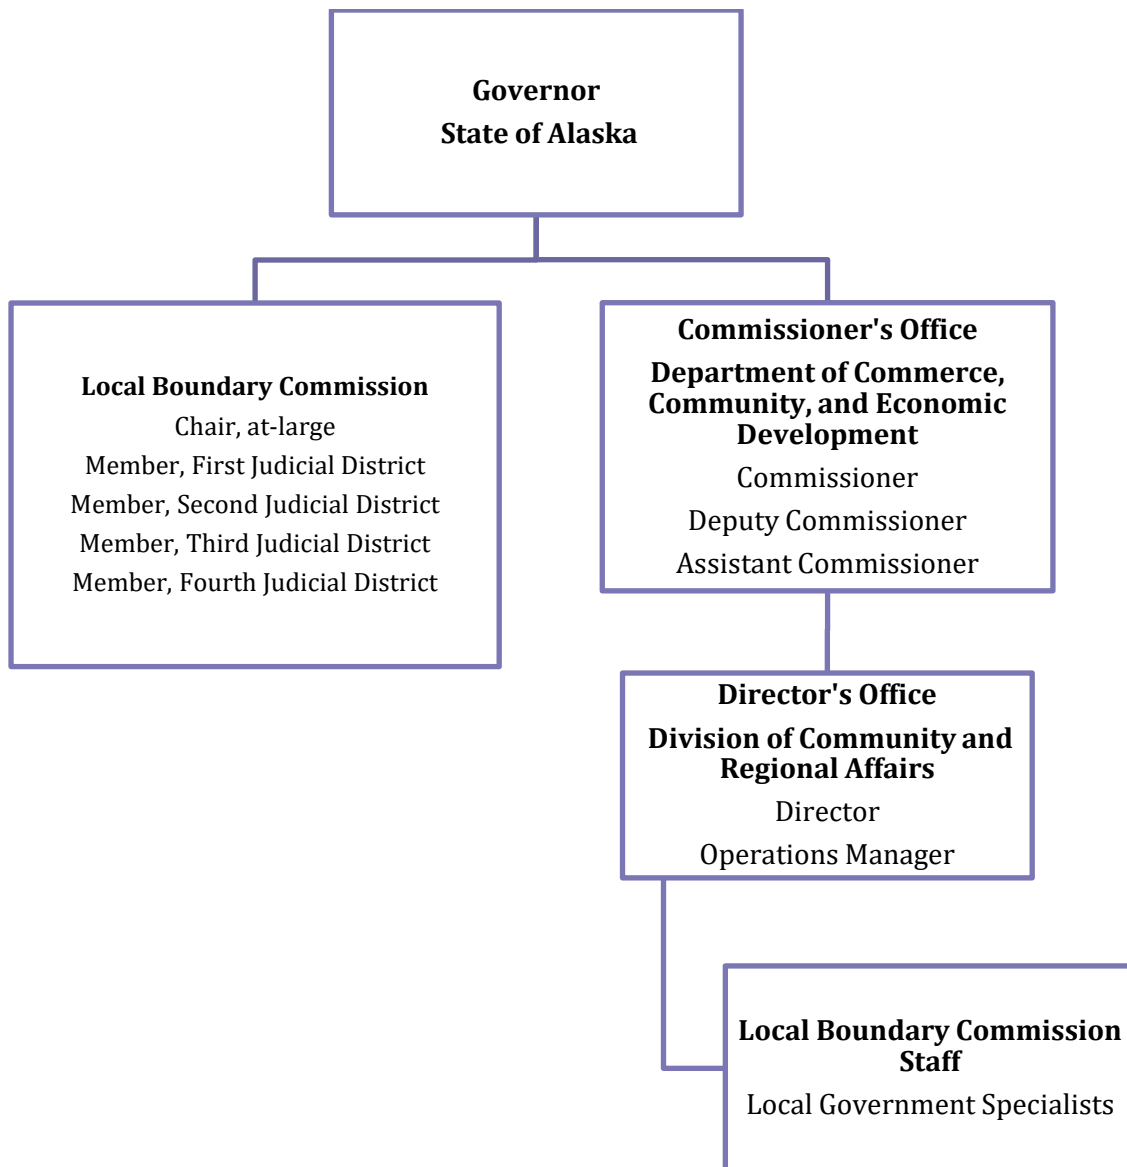 Governor
State of Alaska
Local Boundary Commission
Chair, at-large
Member, First Judicial District
Member, Second Judicial District
Member, Third Judicial District
Member, Fourth Judicial District
Commissioner's Office
Department of Commerce,
Community, and Economic
Development
Commissioner
Deputy Commissioner
Assistant Commissioner
Director's Office
Division of Community and
Regional Affairs
Director
Operations Manager
Local Boundary Commission
Staff
Local Government Specialists